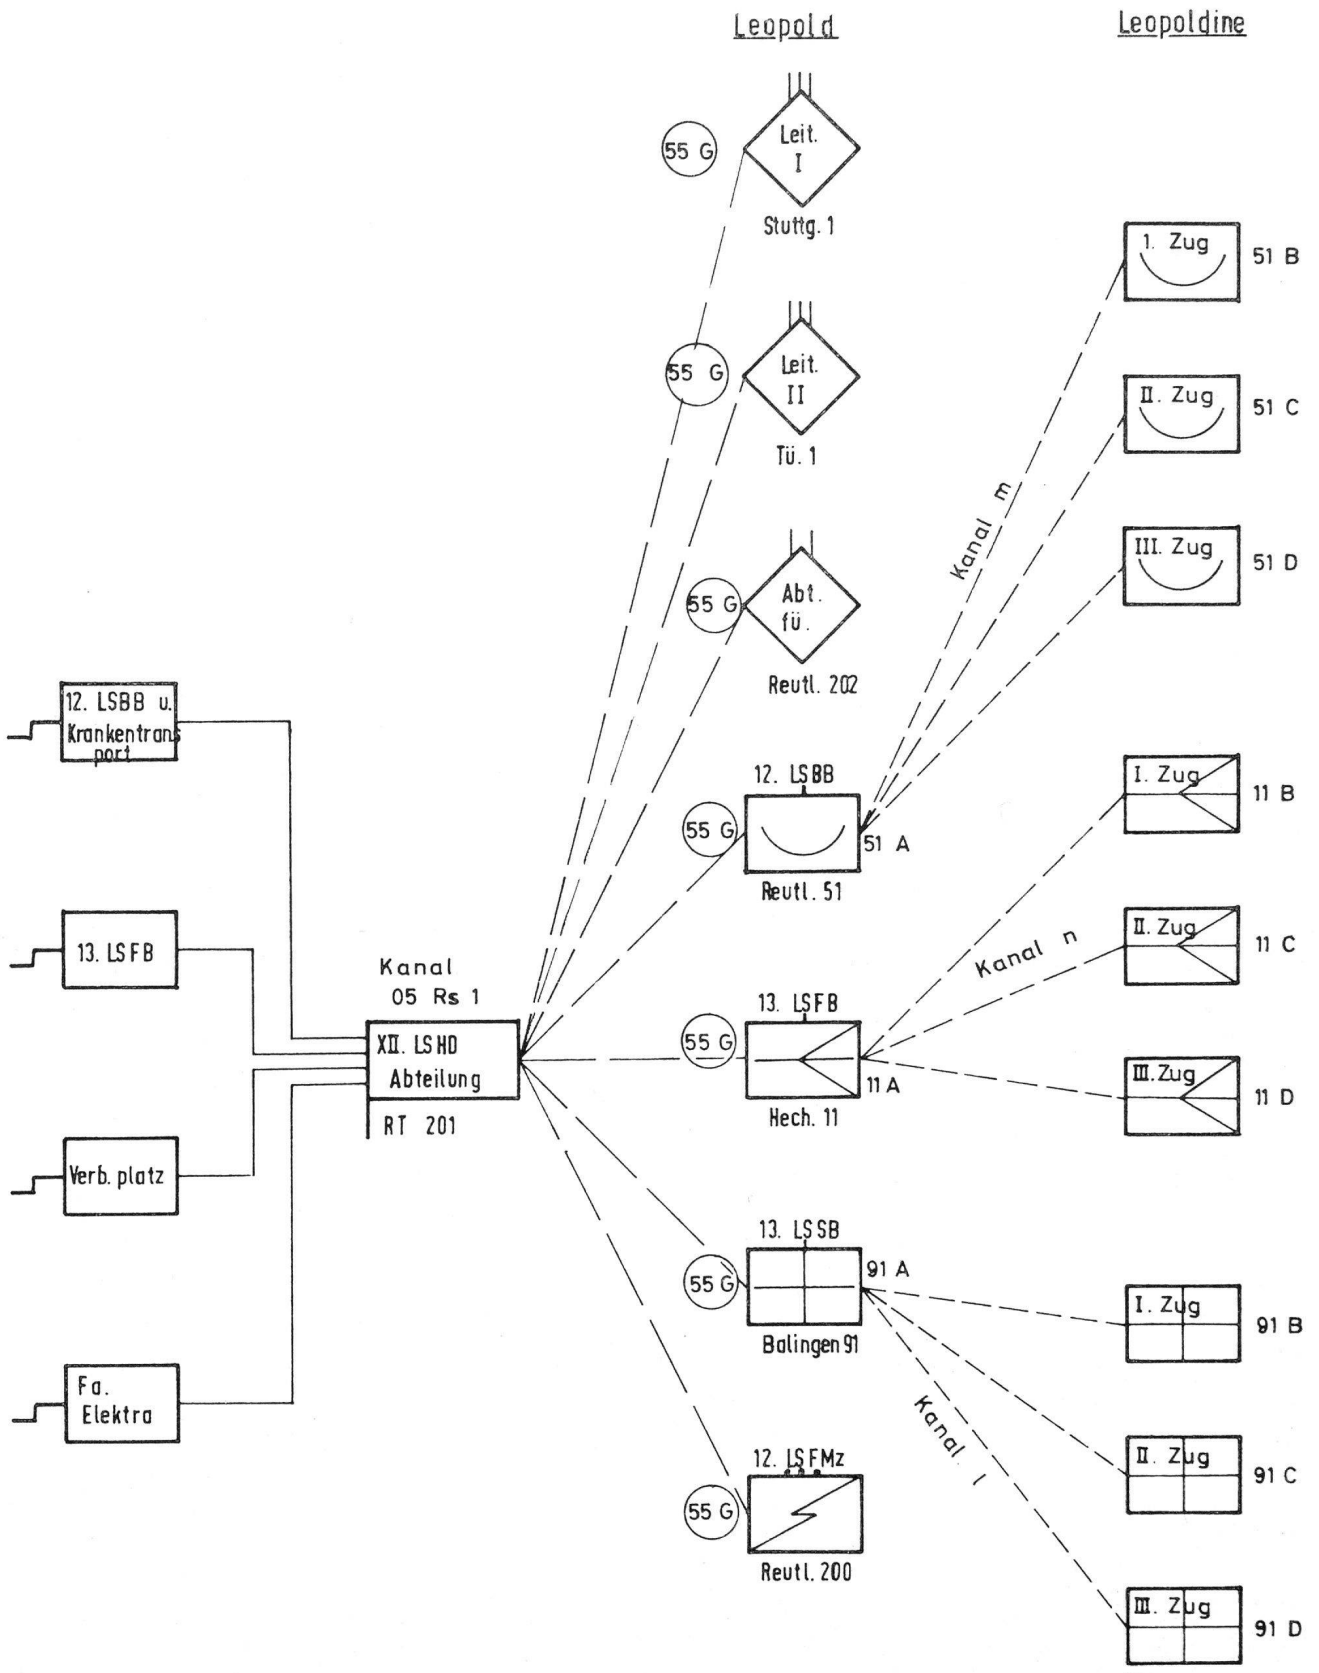 Leopold
Leopoldine
55 G
Leit.
I
Stuttg. 1
1. Zug
51 B
55 G
Leit.
II
Tü. 1
II. Zug
51 C
Kanal m
55 G
Abt.
fü.
Reutl. 202
III. Zug
51 D
12. LSBB u.
Krankentrans
port
12. LSBB
55 G
51 A
Reutl. 51
I. Zug
11 B
13. LSFB
Kanal
05 Rs 1
XII. LSHD
Abteilung
RT 201
13. LSFB
55 G
11 A
Hech. 11
Kanal n
II. Zug
11 C
III. Zug
11 D
Verb. platz
13. LSSB
55 G
91 A
Balingen 91
I. Zug
91 B
Fa.
Elektra
Kanal l
12. LSFMz
55 G
Reutl. 200
II. Zug
91 C
III. Zug
91 D